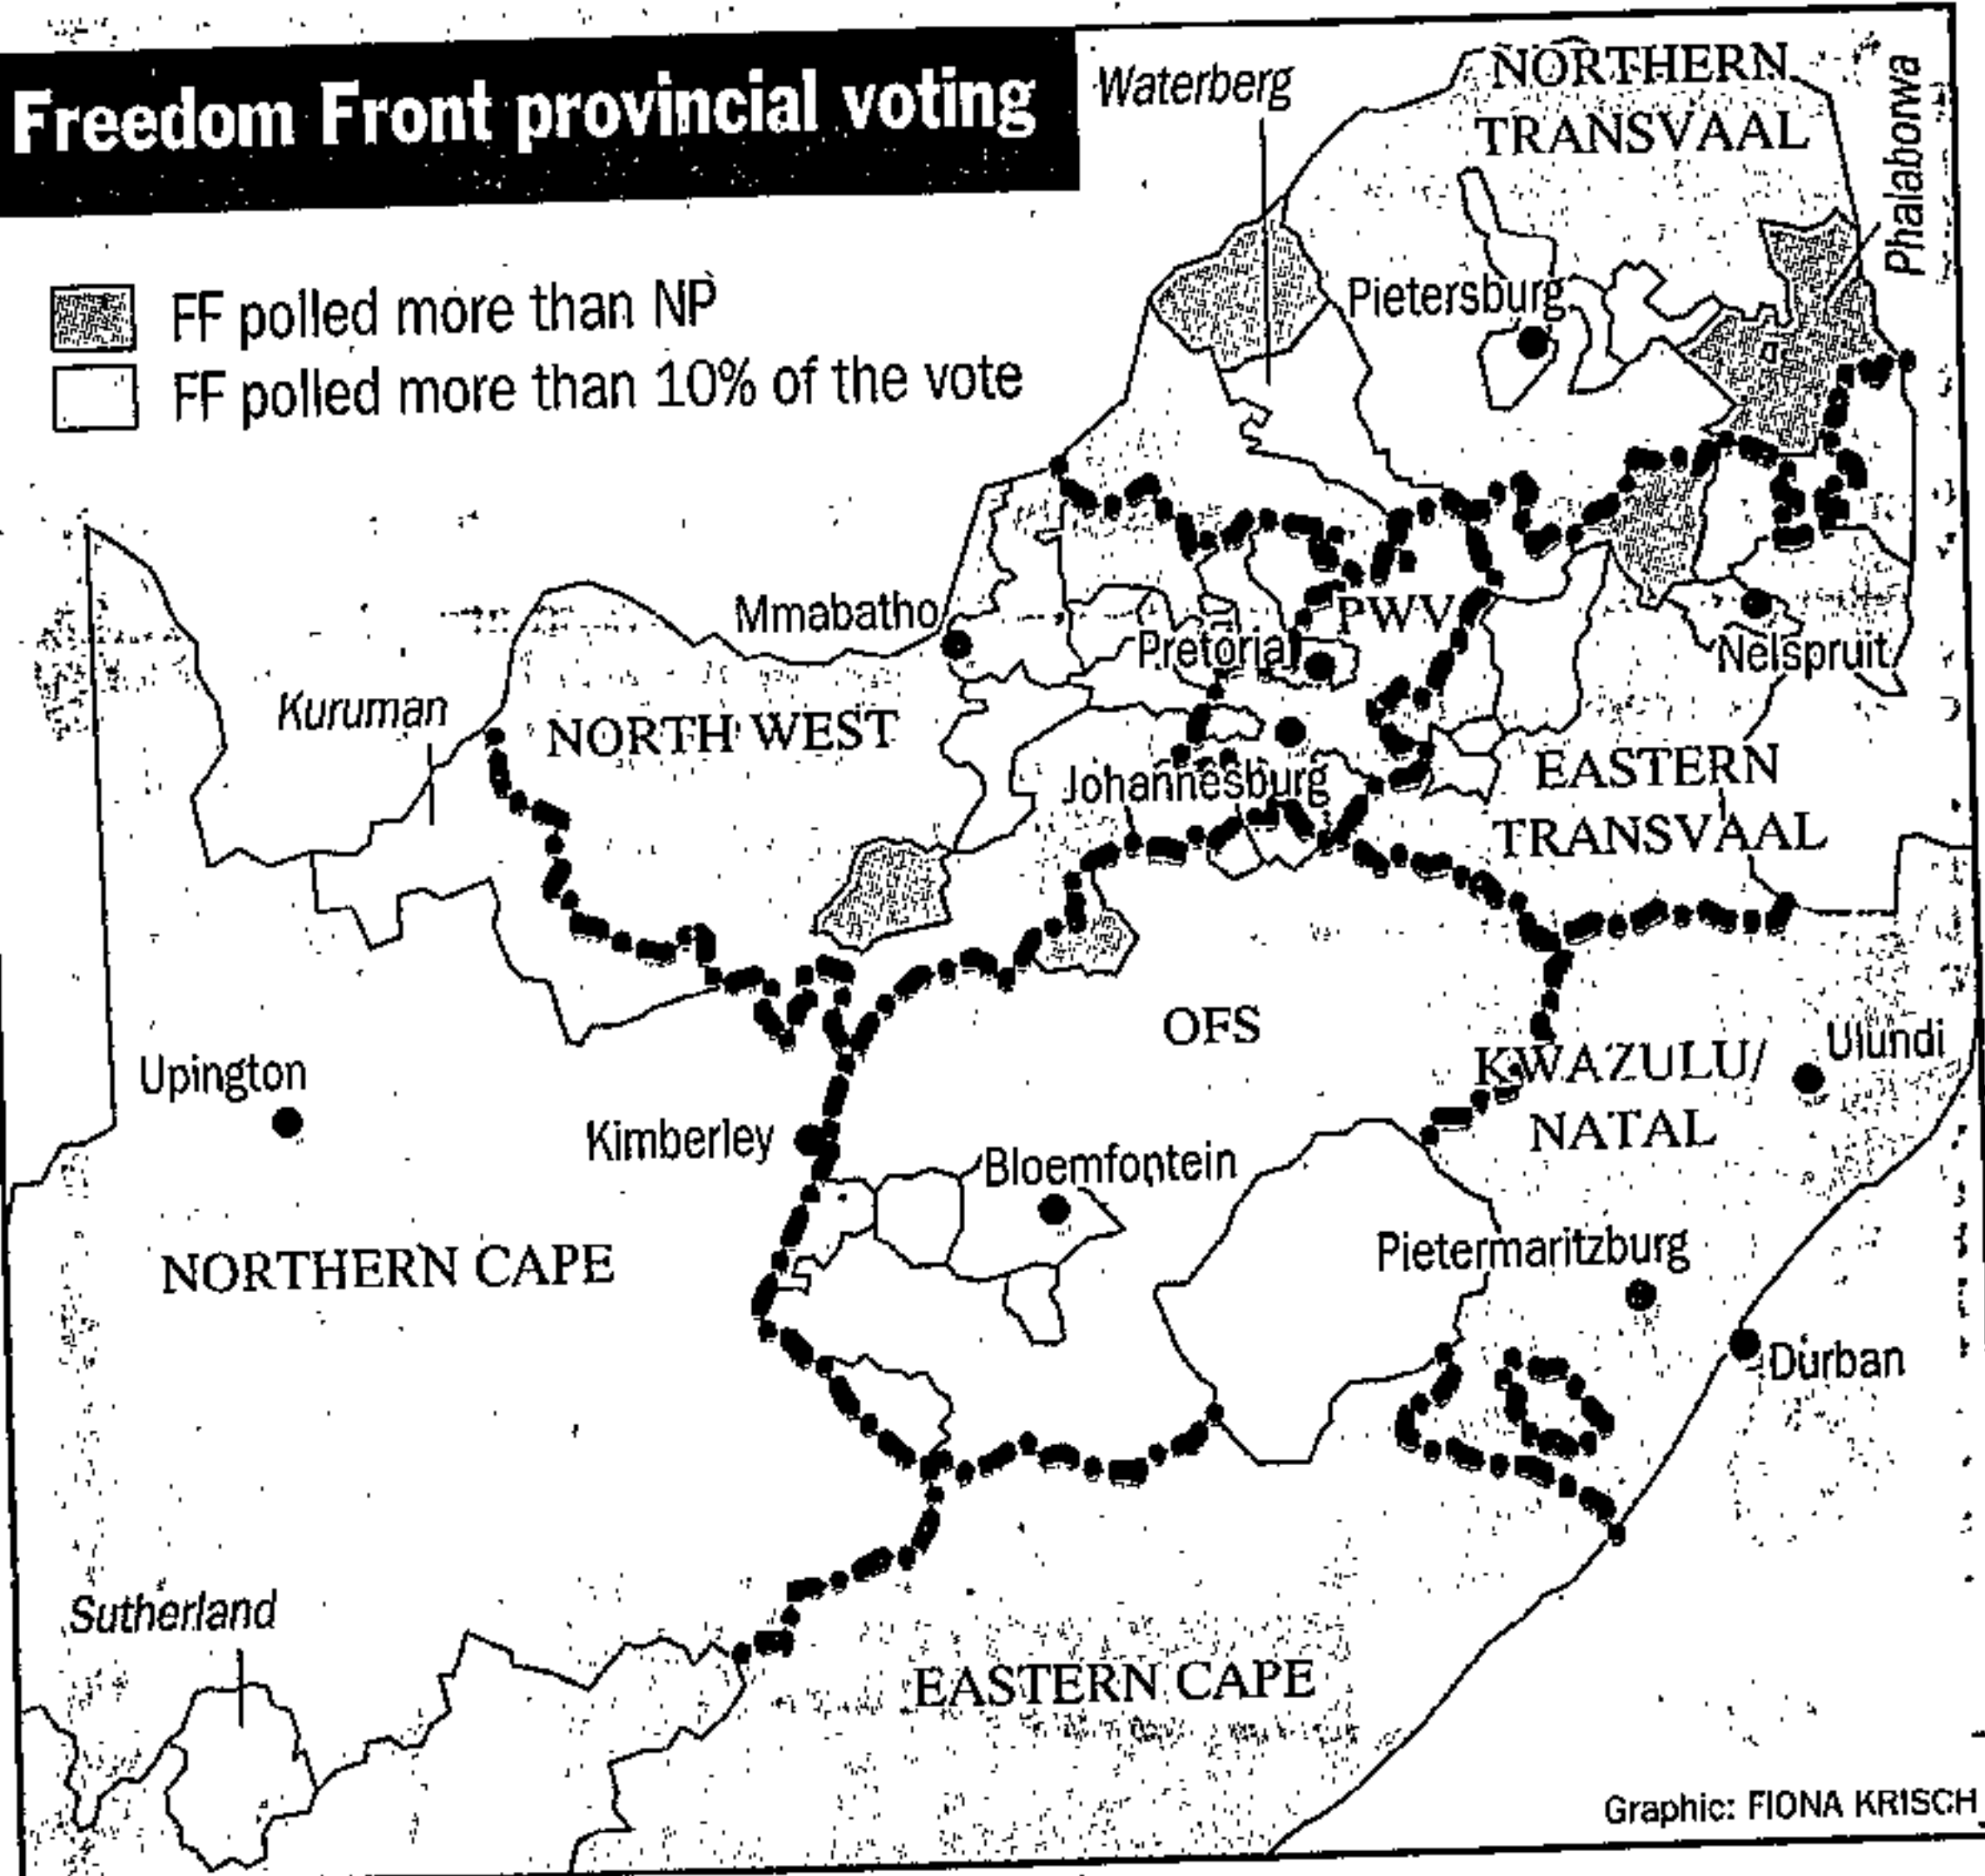 Freedom Front provincial voting
FF polled more than NP
FF polled more than 10% of the vote
Waterberg
NORTHERN
TRANSVAAL
Phalaborwa
Pietersburg
Mmabatho
PWV
Pretoria
Nelspruit
Kuruman
NORTH WEST
Johannesburg
EASTERN
TRANSVAAL
OFS
Upington
Kimberley
Bloemfontein
KWAZULU/
NATAL
Ulundi
NORTHERN CAPE
Pietermaritzburg
Durban
Sutherland
EASTERN CAPE
Graphic: FIONA KRISCH